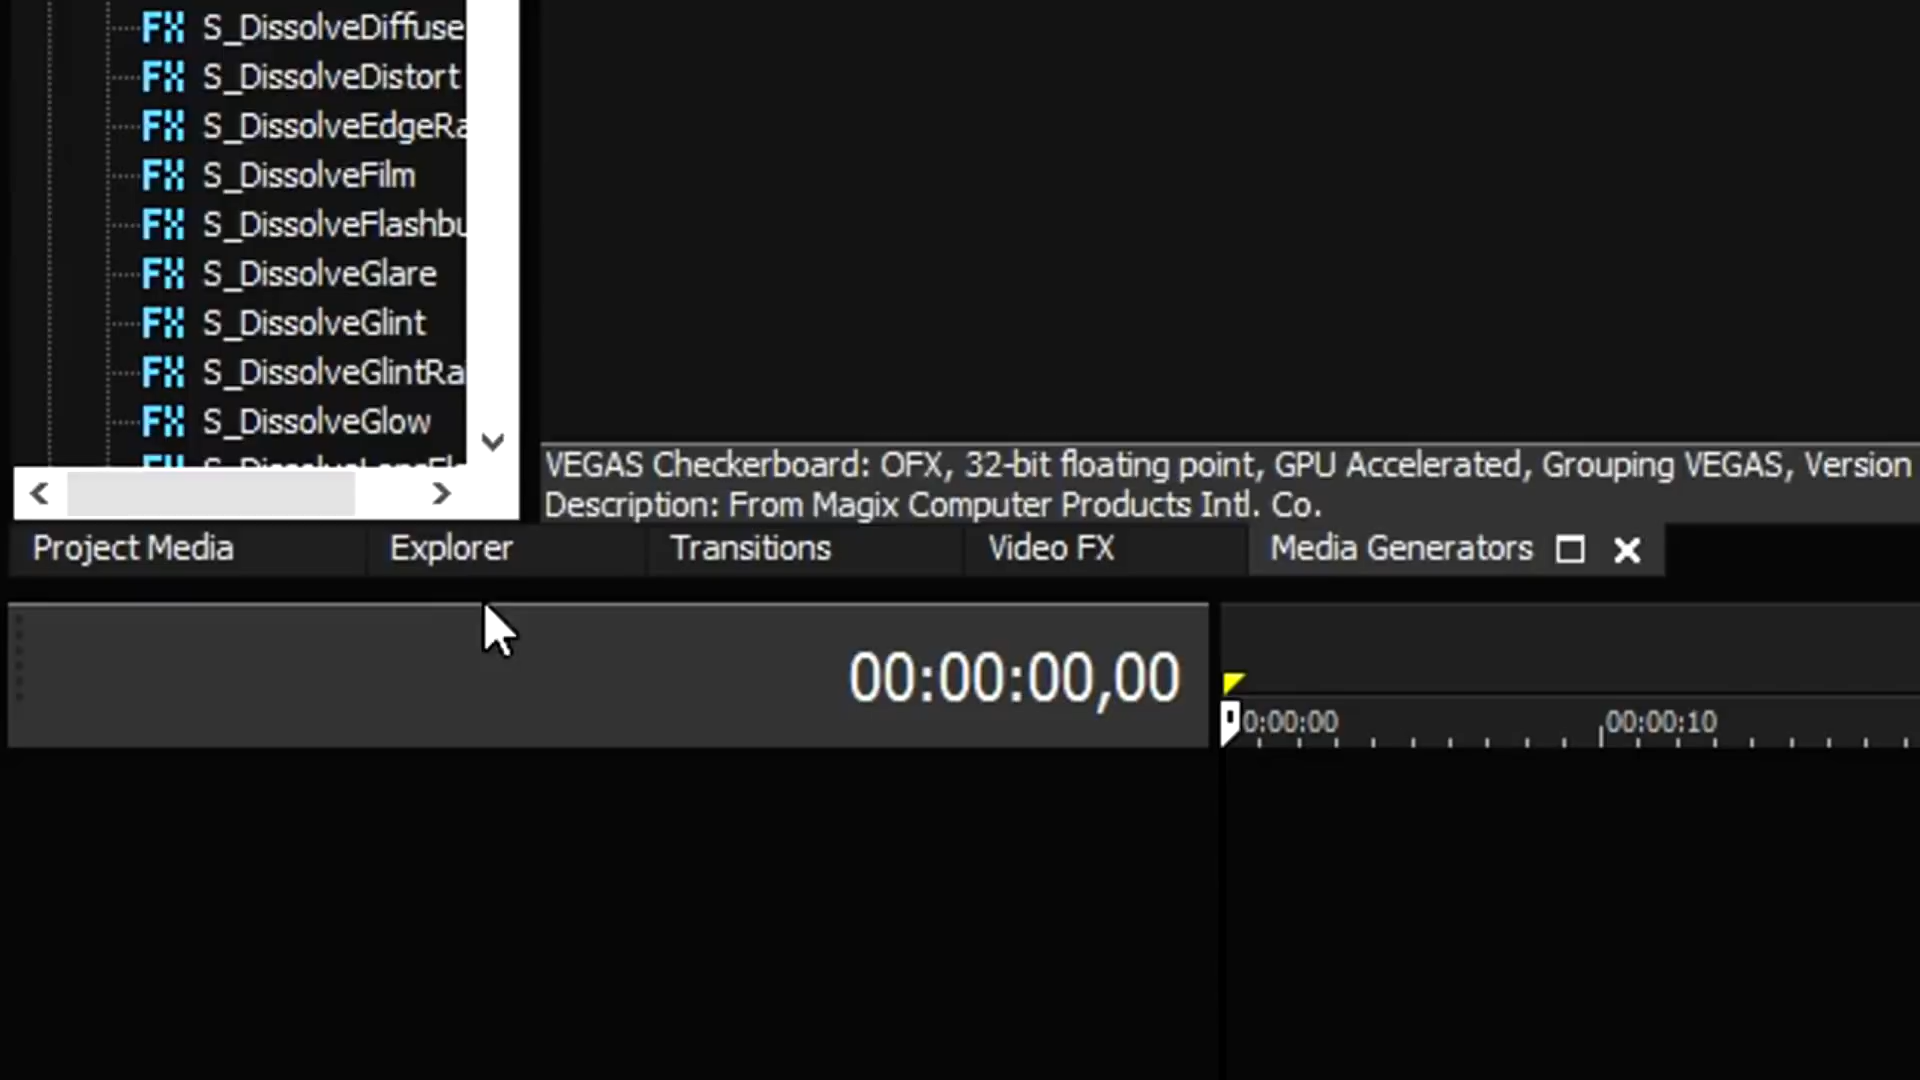 FX S_DissolveDiffuse
FX S_DissolveDistort
FX S_DissolveEdgeRa
FX S_DissolveFilm
FX S_DissolveFlashbu
FX S_DissolveGlare
FX S_DissolveGlint
FX S_DissolveGlintRa
FX S_DissolveGlow
VEGAS Checkerboard: OFX, 32-bit floating point, GPU Accelerated, Grouping VEGAS, Version
Description: From Magix Computer Products Intl. Co.
Project Media Explorer Transitions Video FX Media Generators
00:00:00,00
0:00:00 00:00:10